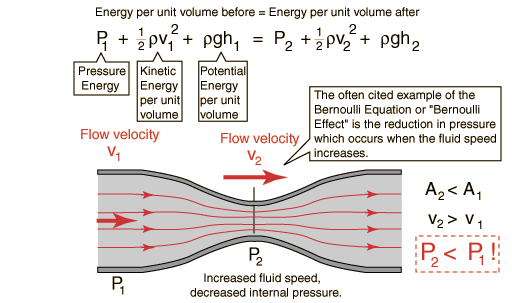 Energy per unit volume before = Energy per unit volume after
P₁ + ½ρv₁² + ρgh₁ = P₂ + ½ρv₂² + ρgh₂
Pressure
Energy
Kinetic
Energy
per unit
volume
Potential
Energy
per unit
volume
The often cited example of the
Bernoulli Equation or "Bernoulli
Effect" is the reduction in pressure
which occurs when the fluid speed
increases.
Flow velocity
v₁
Flow velocity
v₂
A₂ < A₁
v₂ > v₁
P₂ < P₁ !
P₁
P₂
Increased fluid speed,
decreased internal pressure.